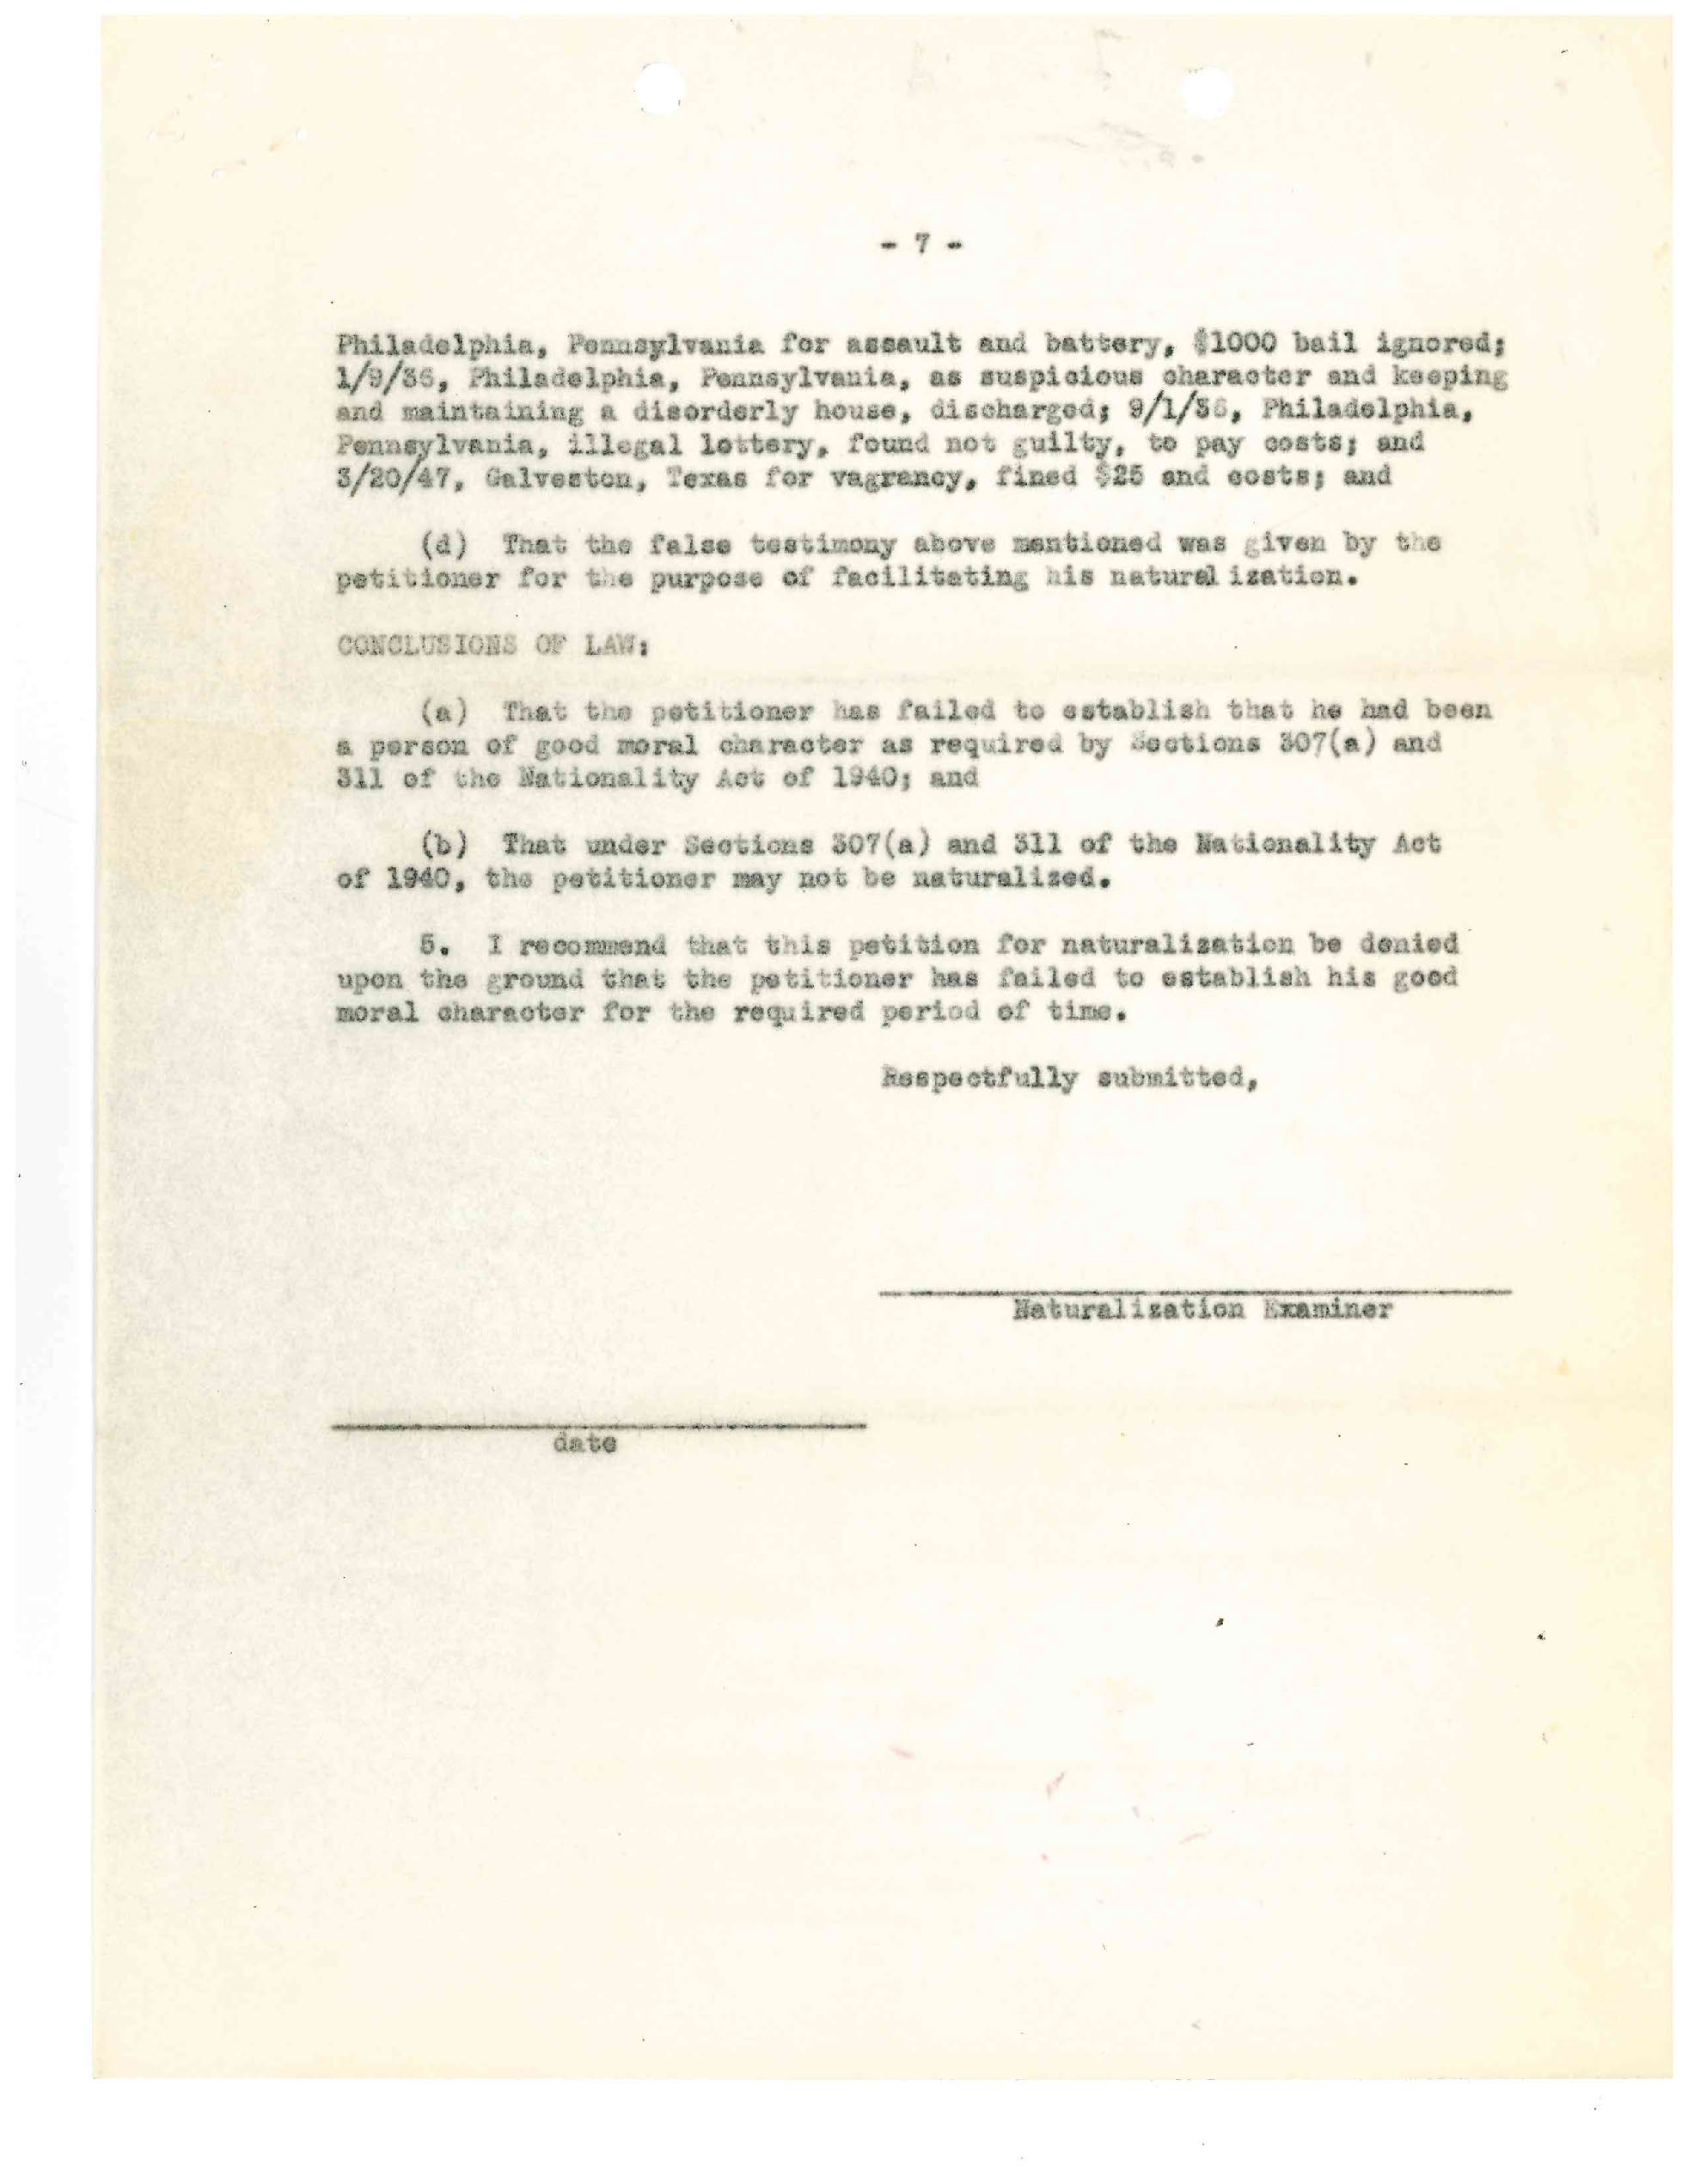 - 7 -
Philadelphia, Pennsylvania for assault and battery, $1000 bail ignored;
1/9/36, Philadelphia, Pennsylvania, as suspicious character and keeping
and maintaining a disorderly house, discharged; 9/1/36, Philadelphia,
Pennsylvania, illegal lottery, found not guilty, to pay costs; and
3/20/47, Galveston, Texas for vagrancy, fined $25 and costs; and
(d) That the false testimony above mentioned was given by the
petitioner for the purpose of facilitating his naturalization.
CONCLUSIONS OF LAW:
(a) That the petitioner has failed to establish that he had been
a person of good moral character as required by Sections 307(a) and
311 of the Nationality Act of 1940; and
(b) That under Sections 307(a) and 311 of the Nationality Act
of 1940, the petitioner may not be naturalized.
5. I recommend that this petition for naturalization be denied
upon the ground that the petitioner has failed to establish his good
moral character for the required period of time.
Respectfully submitted,
Naturalization Examiner
date